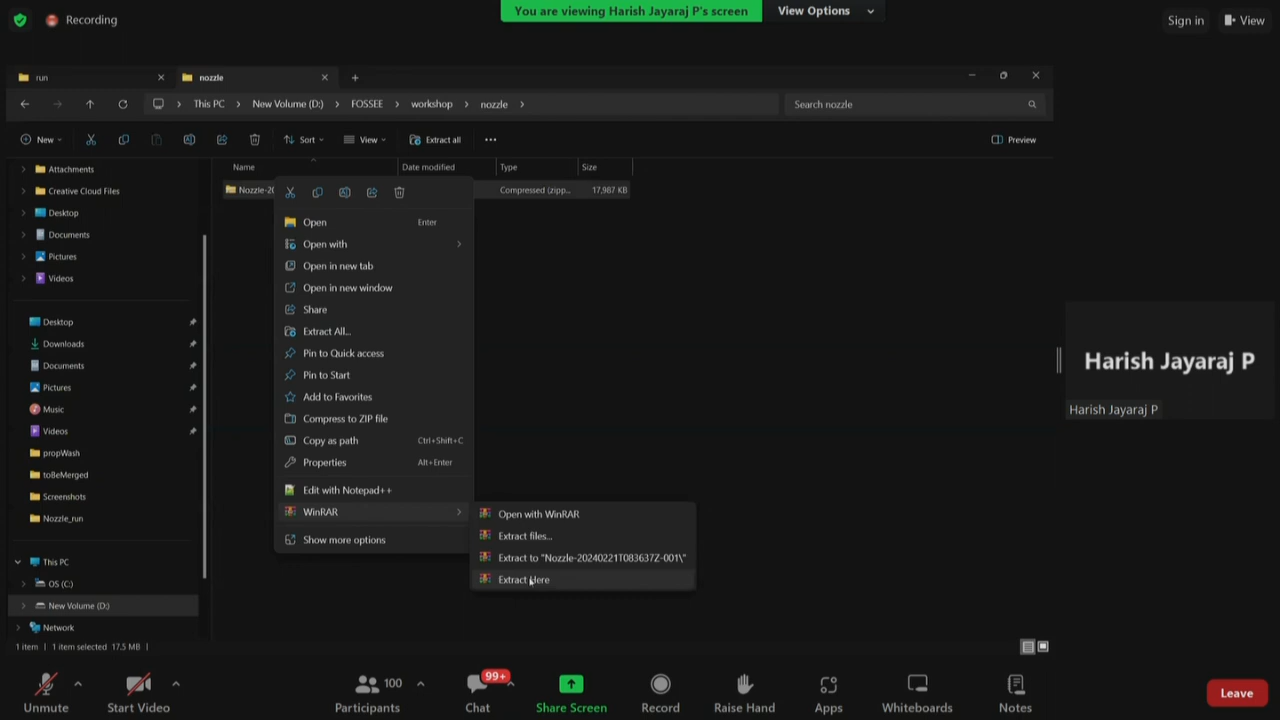 Recording
You are viewing Harish Jayaraj P's screen
View Options
Sign in
View
run
nozzle
This PC
New Volume (D:)
FOSSEE
workshop
nozzle
Search nozzle
New
Sort
View
Extract all
Preview
Name
Date modified
Type
Size
Nozzle-20
Compressed (zipp...
17,987 KB
Attachments
Creative Cloud Files
Desktop
Documents
Pictures
Videos
Desktop
Downloads
Documents
Pictures
Music
Videos
propWash
toBeMerged
Screenshots
Nozzle_run
This PC
OS (C:)
New Volume (D:)
Network
Open Enter
Open with
Open in new tab
Open in new window
Share
Extract All...
Pin to Quick access
Pin to Start
Add to Favorites
Compress to ZIP file
Copy as path Ctrl+Shift+C
Properties Alt+Enter
Edit with Notepad++
WinRAR
Show more options
Open with WinRAR
Extract files...
Extract to "Nozzle-20240221T083637Z-001\"
Extract Here
1 item
1 item selected 17.5 MB
Harish Jayaraj P
Harish Jayaraj P
Unmute
Start Video
100
Participants
99+
Chat
Share Screen
Record
Raise Hand
Apps
Whiteboards
Notes
Leave